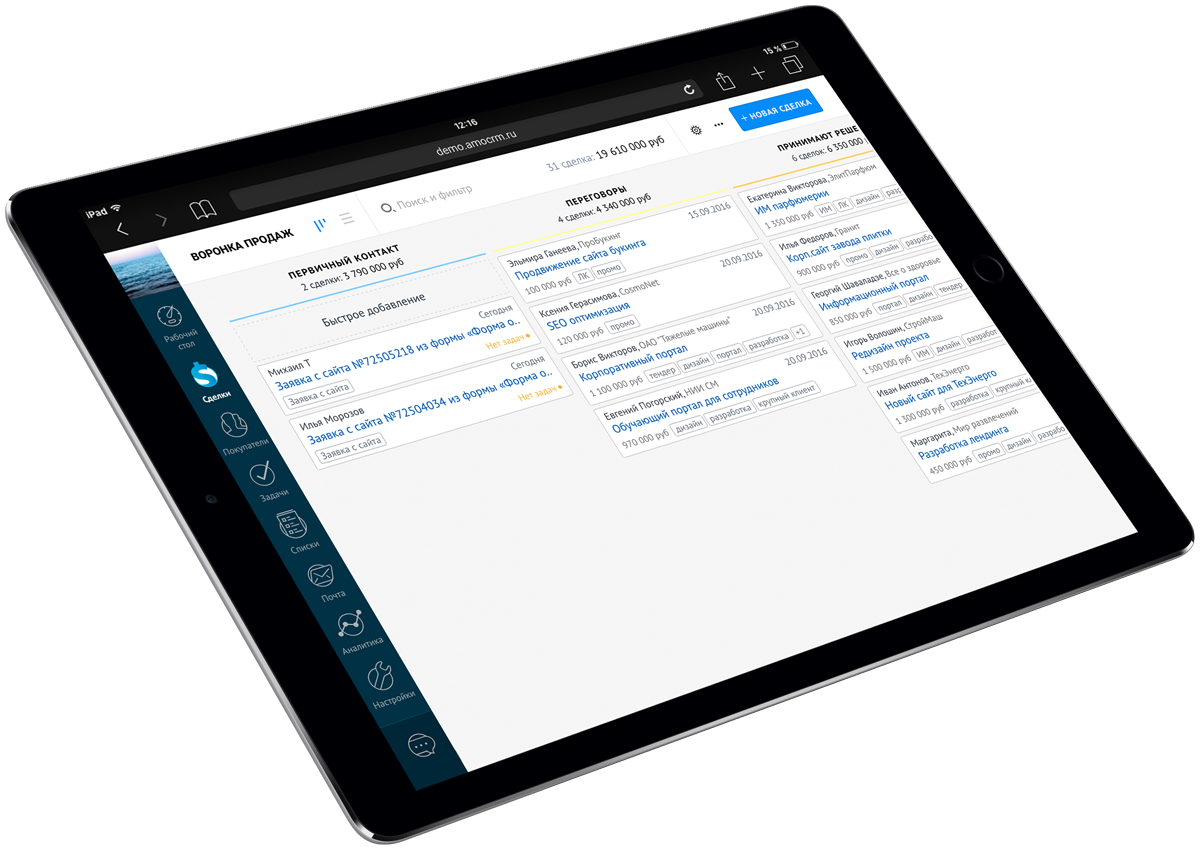 iPad
12:16
15 %
demo.amocrm.ru
ВОРОНКА ПРОДАЖ
Поиск и фильтр
31 сделка: 19 610 000 руб
+ НОВАЯ СДЕЛКА
Рабочий
стол
Сделки
Покупатели
Задачи
Списки
Почта
Аналитика
Настройки
ПЕРВИЧНЫЙ КОНТАКТ
2 сделки: 3 790 000 руб
Быстрое добавление
Михаил Т
Сегодня
Заявка с сайта №72505218 из формы «Форма о..
Заявка с сайта
Нет задач
Илья Морозов
Сегодня
Заявка с сайта №72504034 из формы «Форма о..
Заявка с сайта
Нет задач
ПЕРЕГОВОРЫ
4 сделки: 4 340 000 руб
Эльмира Ганеева, ПроБукинг
15.09.2016
Продвижение сайта букинга
100 000 руб ЛК промо
Ксения Герасимова, CosmoNet
20.09.2016
SEO оптимизация
120 000 руб промо
Борис Викторов, ОАО "Тяжелые машины"
20.09.2016
Корпоративный портал
1 100 000 руб тендер дизайн портал разработка +1
Евгений Погорский, НИИ СМ
20.09.2016
Обучающий портал для сотрудников
970 000 руб дизайн разработка крупный клиент
ПРИНИМАЮТ РЕШЕ
6 сделок: 6 350 000
Екатерина Викторова, ЭлитПарфюм
ИМ парфюмерии
1 350 000 руб ИМ ЛК дизайн раз
Илья Федоров, Гранит
Корп.сайт завода плитки
900 000 руб промо дизайн разрабо
Георгий Шаваладзе, Все о здоровье
Информационный портал
850 000 руб портал дизайн тендер
Игорь Волошин, СтройМаш
Редизайн проекта
1 500 000 руб ИМ дизайн разработ
Иван Антонов, ТехЭнерго
Новый сайт для ТехЭнерго
1 300 000 руб разработка крупный к
Маргарита, Мир развлечений
Разработка лендинга
450 000 руб промо дизайн разрабо